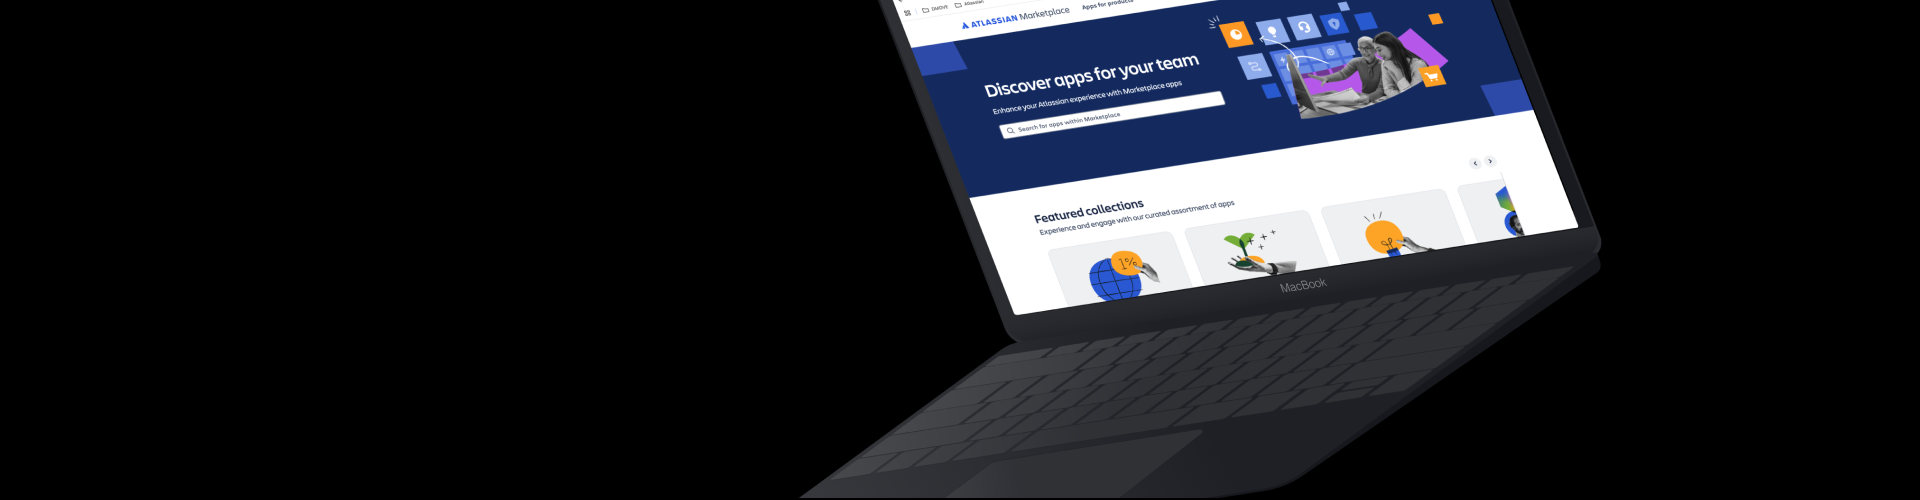 DMOVE
Atlassian
ATLASSIAN Marketplace
Apps for products
Discover apps for your team
Enhance your Atlassian experience with Marketplace apps
Search for apps within Marketplace
Featured collections
Experience and engage with our curated assortment of apps
1%
MacBook